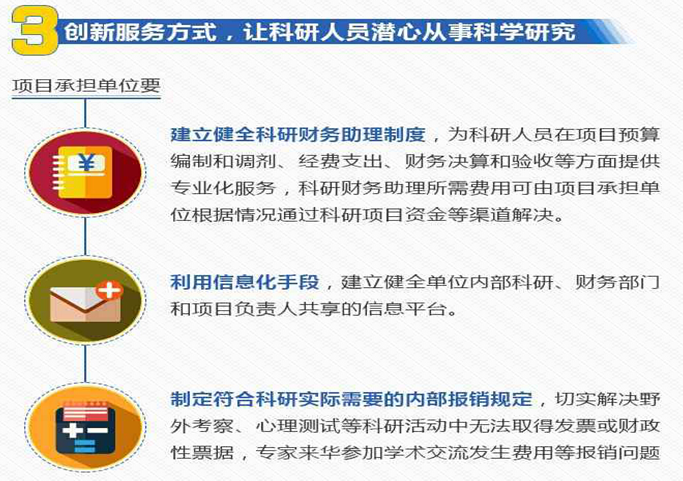 3 创新服务方式，让科研人员潜心从事科学研究
项目承担单位要
建立健全科研财务助理制度，为科研人员在项目预算
编制和调剂、经费支出、财务决算和验收等方面提供
专业化服务，科研财务助理所需费用可由项目承担单
位根据情况通过科研项目资金等渠道解决。
¥
利用信息化手段，建立健全单位内部科研、财务部门
和项目负责人共享的信息平台。
制定符合科研实际需要的内部报销规定，切实解决野
外考察、心理测试等科研活动中无法取得发票或财政
性票据，专家来华参加学术交流发生费用等报销问题